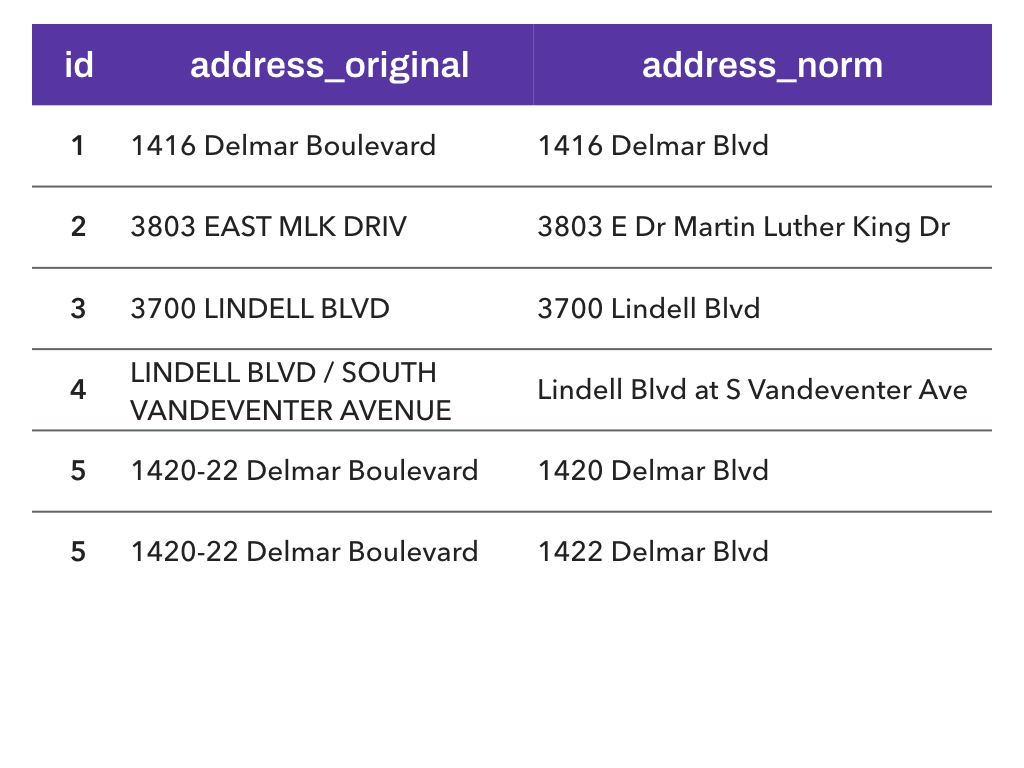 id address_original address_norm
1 1416 Delmar Boulevard 1416 Delmar Blvd
2 3803 EAST MLK DRIV 3803 E Dr Martin Luther King Dr
3 3700 LINDELL BLVD 3700 Lindell Blvd
4 LINDELL BLVD / SOUTH
VANDEVENTER AVENUE Lindell Blvd at S Vandeventer Ave
5 1420-22 Delmar Boulevard 1420 Delmar Blvd
5 1420-22 Delmar Boulevard 1422 Delmar Blvd